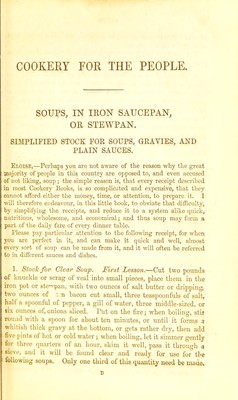 COOKERY FOR THE PEOPLE.
SOUPS, IN IRON SAUCEPAN,
OR STEWPAN.
SIMPLIFIED STOCK FOR SOUPS, GRAVIES, AND
PLAIN SAUCES.
ELOISE,—Perhaps you are not aware of the reason why the great
majority of people in this country are opposed to, and even accused
of not liking, soup; the simple reason is, that every receipt described
in most Cookery Books, is so complicated and expensive, that they
cannot afford either the money, time, or attention, to prepare it. I
will therefore endeavour, in this little book, to obviate that difficulty,
by simplifying the receipts, and reduce it to a system alike quick,
nutritious, wholesome, and economical; and thus soup may form a
part of the daily fare of every dinner table.
Please pay particular attention to the following receipt, for when
you are perfect in it, and can make it quick and well, almost
every sort of soup can be made from it, and it will often be referred
to in different sauces and dishes.
1. Stock for Clear Soup. First Lesson.—Cut two pounds
of knuckle or scrag of veal into small pieces, place them in the
iron pot or stewpan, with two ounces of salt butter or dripping,
two ounces of bacon cut small, three teaspoonfuls of salt,
half a spoonful of pepper, a gill of water, three middle-sized, or
six ounces of, onions sliced. Put on the fire; when boiling, stir
round with a spoon for about ten minutes, or until it forms a
whitish thick gravy at the bottom, or gets rather dry, then add
five pints of hot or cold water; when boiling, let it simmer gently
for three quarters of an hour, skim it well, pass it through a
sieve, and it will be found clear and ready for use for the
following soups. Only one third of this quantity need be made.
B